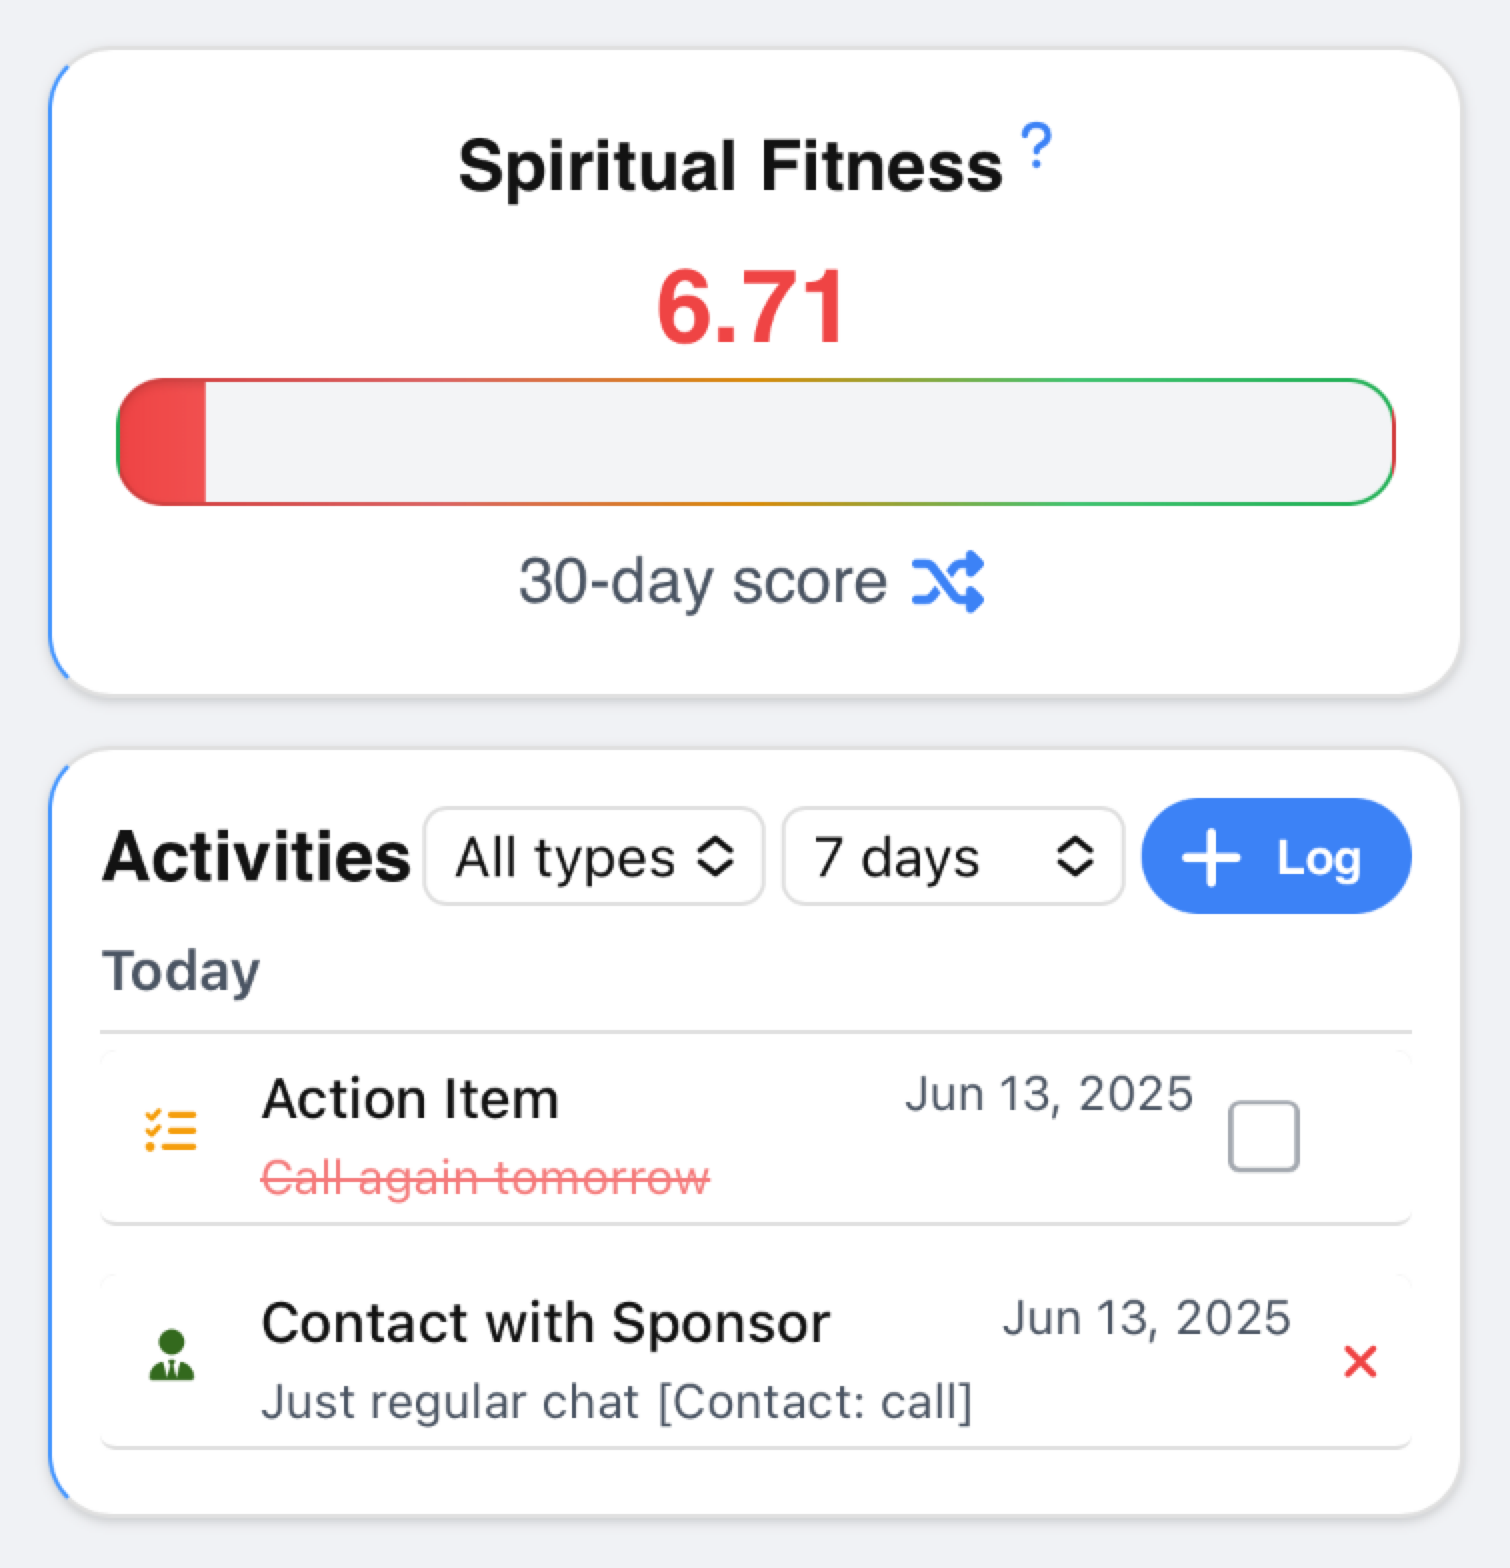 Spiritual Fitness ?
6.71
30-day score
Activities All types 7 days + Log
Today
Action Item Jun 13, 2025
Call again tomorrow
Contact with Sponsor Jun 13, 2025
Just regular chat [Contact: call]